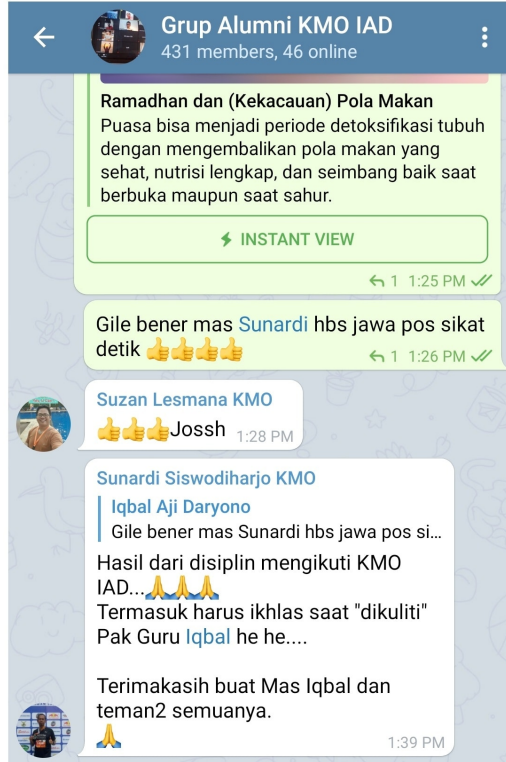 Grup Alumni KMO IAD
431 members, 46 online
Ramadhan dan (Kekacauan) Pola Makan
Puasa bisa menjadi periode detoksifikasi tubuh
dengan mengembalikan pola makan yang
sehat, nutrisi lengkap, dan seimbang baik saat
berbuka maupun saat sahur.
⚡ INSTANT VIEW
1 1:25 PM
Gile bener mas Sunardi hbs jawa pos sikat
detik 👍👍👍👍
1 1:26 PM
Suzan Lesmana KMO
👍👍👍Jossh 1:28 PM
Sunardi Siswodiharjo KMO
Iqbal Aji Daryono
Gile bener mas Sunardi hbs jawa pos si...
Hasil dari disiplin mengikuti KMO
IAD...🙏🙏🙏
Termasuk harus ikhlas saat "dikuliti"
Pak Guru Iqbal he he....
Terimakasih buat Mas Iqbal dan
teman2 semuanya.
🙏 1:39 PM